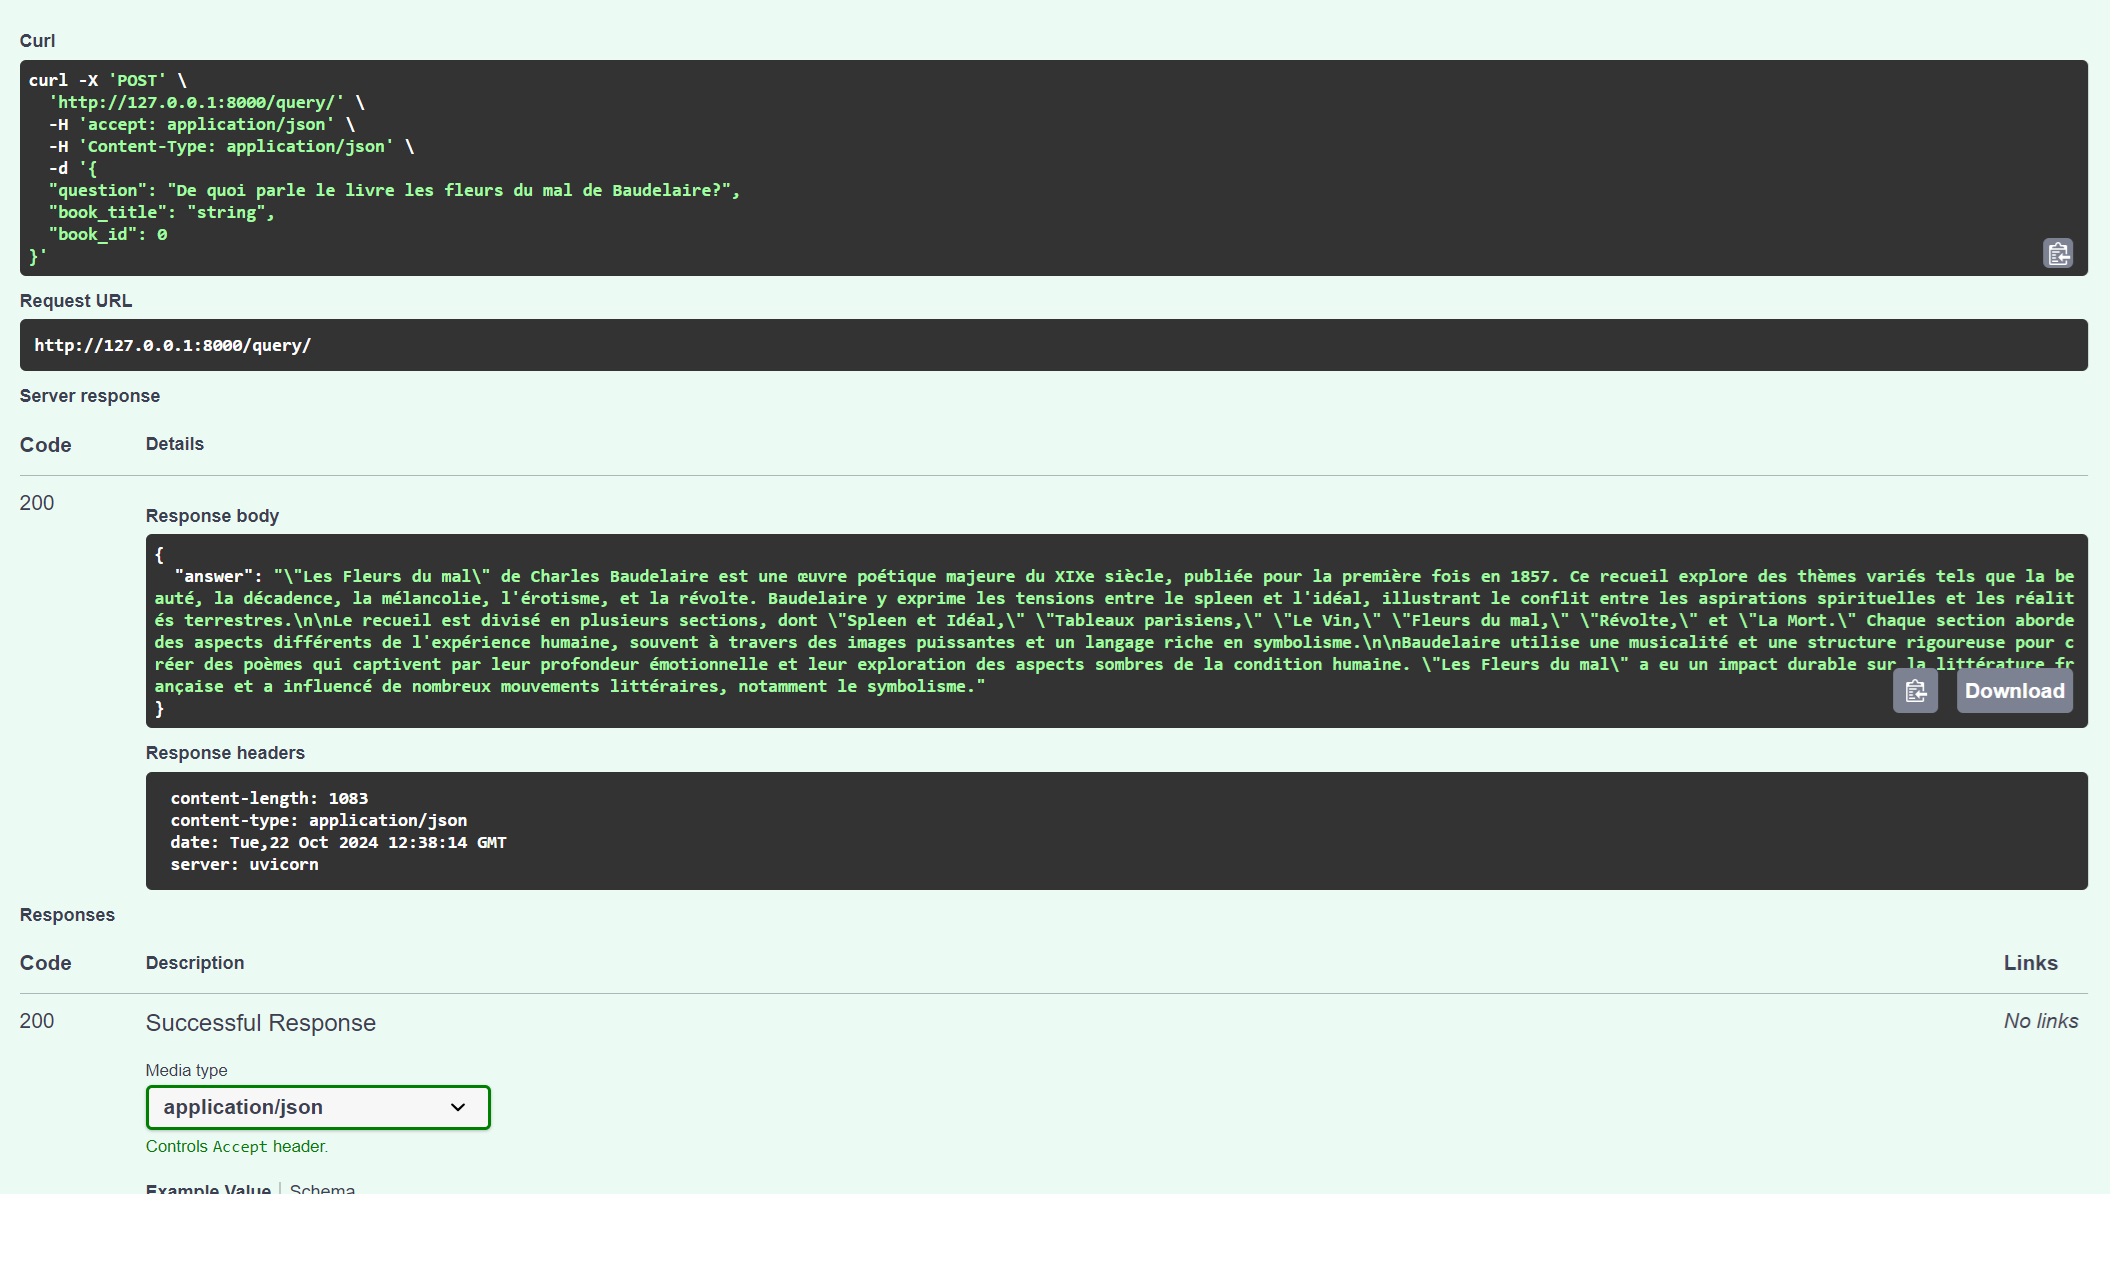 Curl
curl -X 'POST' \
'http://127.0.0.1:8000/query/' \
-H 'accept: application/json' \
-H 'Content-Type: application/json' \
-d '{
"question": "De quoi parle le livre les fleurs du mal de Baudelaire?",
"book_title": "string",
"book_id": 0
}'
Request URL
http://127.0.0.1:8000/query/
Server response
Code Details
200
Response body
{
"answer": "\"Les Fleurs du mal\" de Charles Baudelaire est une œuvre poétique majeure du XIXe siècle, publiée pour la première fois en 1857. Ce recueil explore des thèmes variés tels que la be
auté, la décadence, la mélancolie, l'érotisme, et la révolte. Baudelaire y exprime les tensions entre le spleen et l'idéal, illustrant le conflit entre les aspirations spirituelles et les réalit
és terrestres.\n\nLe recueil est divisé en plusieurs sections, dont \"Spleen et Idéal,\" \"Tableaux parisiens,\" \"Le Vin,\" \"Fleurs du mal,\" \"Révolte,\" et \"La Mort.\" Chaque section aborde
des aspects différents de l'expérience humaine, souvent à travers des images puissantes et un langage riche en symbolisme.\n\nBaudelaire utilise une musicalité et une structure rigoureuse pour c
réer des poèmes qui captivent par leur profondeur émotionnelle et leur exploration des aspects sombres de la condition humaine. \"Les Fleurs du mal\" a eu un impact durable sur la littérature fr
ançaise et a influencé de nombreux mouvements littéraires, notamment le symbolisme."
}
Download
Response headers
content-length: 1083
content-type: application/json
date: Tue,22 Oct 2024 12:38:14 GMT
server: uvicorn
Responses
Code Description Links
200 Successful Response No links
Media type
application/json
Controls Accept header.
Example Value Schema